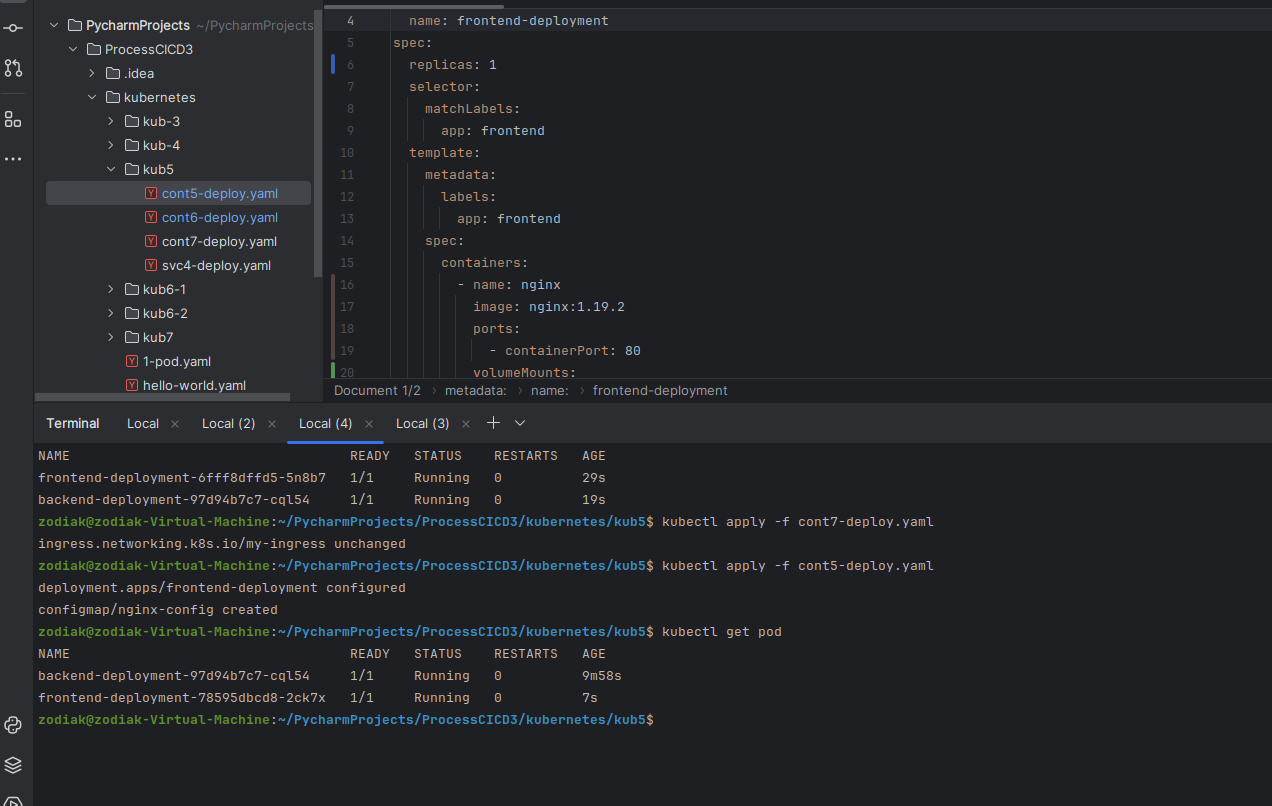 PycharmProjects ~/PycharmProjects
ProcessCICD3
.idea
kubernetes
kub-3
kub-4
kub5
cont5-deploy.yaml
cont6-deploy.yaml
cont7-deploy.yaml
svc4-deploy.yaml
kub6-1
kub6-2
kub7
1-pod.yaml
hello-world.yaml
4 name: frontend-deployment
5 spec:
6 replicas: 1
7 selector:
8 matchLabels:
9 app: frontend
10 template:
11 metadata:
12 labels:
13 app: frontend
14 spec:
15 containers:
16 - name: nginx
17 image: nginx:1.19.2
18 ports:
19 - containerPort: 80
20 volumeMounts:
Document 1/2 › metadata: › name: › frontend-deployment
Terminal Local × Local (2) × Local (4) × Local (3) ×
NAME READY STATUS RESTARTS AGE
frontend-deployment-6fff8dffd5-5n8b7 1/1 Running 0 29s
backend-deployment-97d94b7c7-cql54 1/1 Running 0 19s
zodiak@zodiak-Virtual-Machine:~/PycharmProjects/ProcessCICD3/kubernetes/kub5$ kubectl apply -f cont7-deploy.yaml
ingress.networking.k8s.io/my-ingress unchanged
zodiak@zodiak-Virtual-Machine:~/PycharmProjects/ProcessCICD3/kubernetes/kub5$ kubectl apply -f cont5-deploy.yaml
deployment.apps/frontend-deployment configured
configmap/nginx-config created
zodiak@zodiak-Virtual-Machine:~/PycharmProjects/ProcessCICD3/kubernetes/kub5$ kubectl get pod
NAME READY STATUS RESTARTS AGE
backend-deployment-97d94b7c7-cql54 1/1 Running 0 9m58s
frontend-deployment-78595dbcd8-2ck7x 1/1 Running 0 7s
zodiak@zodiak-Virtual-Machine:~/PycharmProjects/ProcessCICD3/kubernetes/kub5$